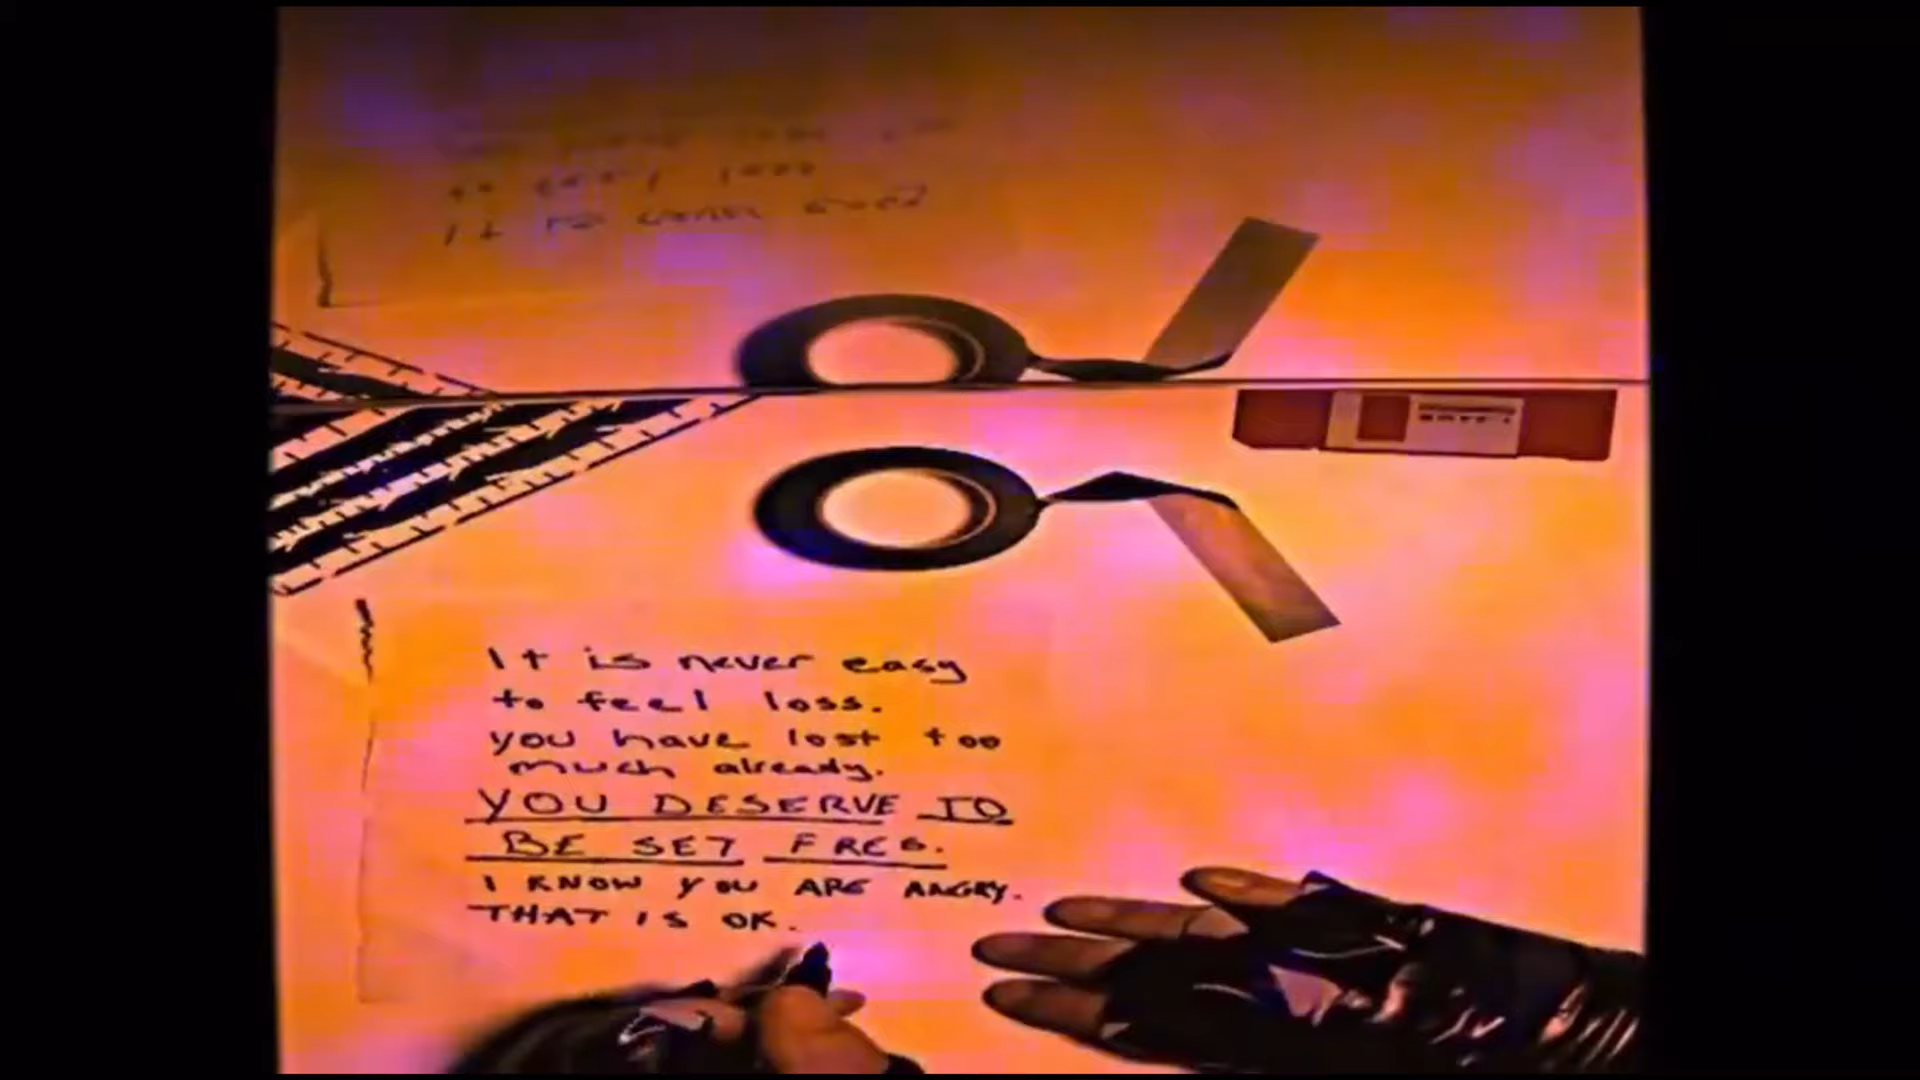 It is never easy
to feel loss.
you have lost too
much already.
YOU DESERVE TO
BE SET FREE.
I KNOW YOU ARE ANGRY.
THAT IS OK.